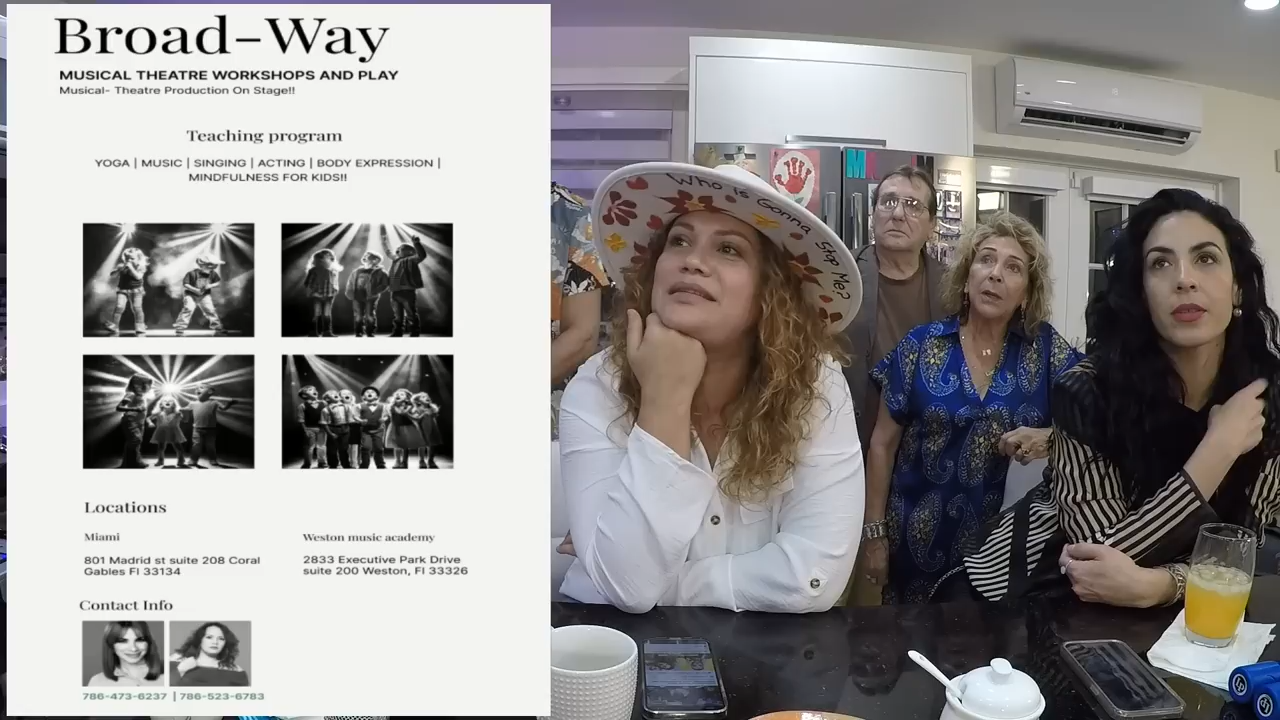 Broad-Way
MUSICAL THEATRE WORKSHOPS AND PLAY
Musical- Theatre Production On Stage!!
Teaching program
YOGA | MUSIC | SINGING | ACTING | BODY EXPRESSION |
MINDFULNESS FOR KIDS!!
Locations
Miami
801 Madrid st suite 208 Coral
Gables Fl 33134
Weston music academy
2833 Executive Park Drive
suite 200 Weston, Fl 33326
Contact Info
786-473-6237 | 786-523-6783
Who is Gonna Stop Me?